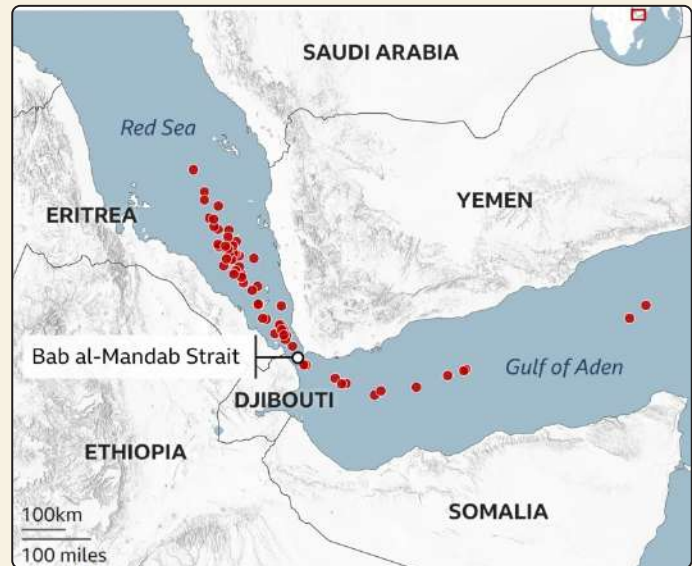 SAUDI ARABIA
Red Sea
YEMEN
ERITREA
Bab al-Mandab Strait
Gulf of Aden
DJIBOUTI
ETHIOPIA
SOMALIA
100km
100 miles